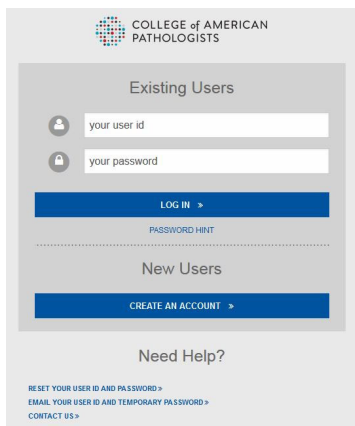 COLLEGE of AMERICAN
PATHOLOGISTS
Existing Users
your user id
your password
LOG IN »
PASSWORD HINT
New Users
CREATE AN ACCOUNT »
Need Help?
RESET YOUR USER ID AND PASSWORD »
EMAIL YOUR USER ID AND TEMPORARY PASSWORD »
CONTACT US »